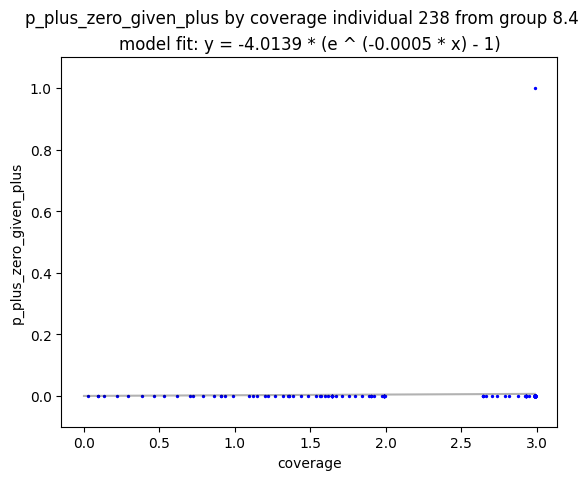 p_plus_zero_given_plus by coverage individual 238 from group 8.4
model fit: y = -4.0139 * (e ^ (-0.0005 * x) - 1)
1.0
0.8
0.6
0.4
0.2
0.0
p_plus_zero_given_plus
0.0 0.5 1.0 1.5 2.0 2.5 3.0
coverage